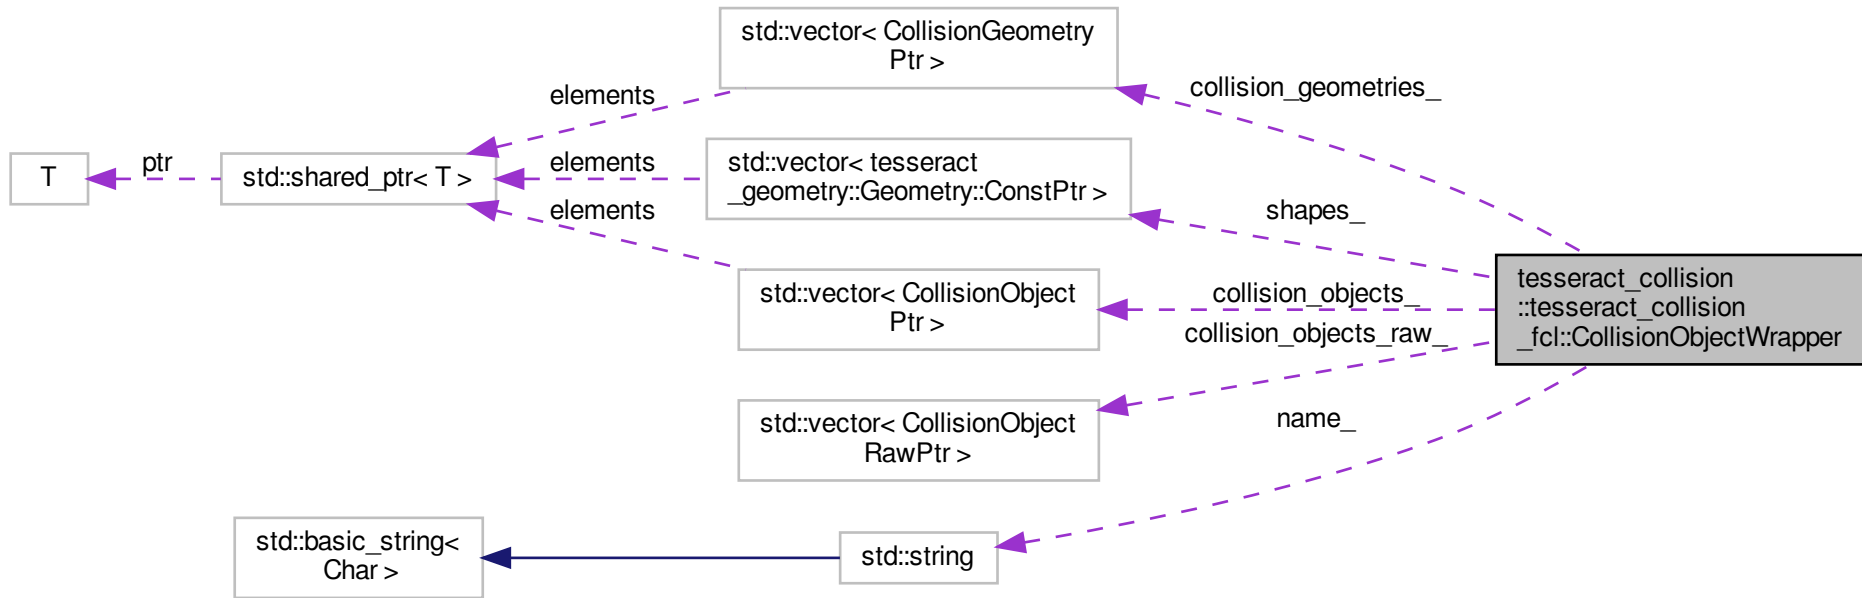 std::vector< CollisionGeometry
Ptr >
collision_geometries_
elements
T
ptr
std::shared_ptr< T >
elements
std::vector< tesseract
_geometry::Geometry::ConstPtr >
elements
shapes_
std::vector< CollisionObject
Ptr >
collision_objects_
collision_objects_raw_
tesseract_collision
::tesseract_collision
_fcl::CollisionObjectWrapper
std::vector< CollisionObject
RawPtr >
name_
std::basic_string<
Char >
std::string